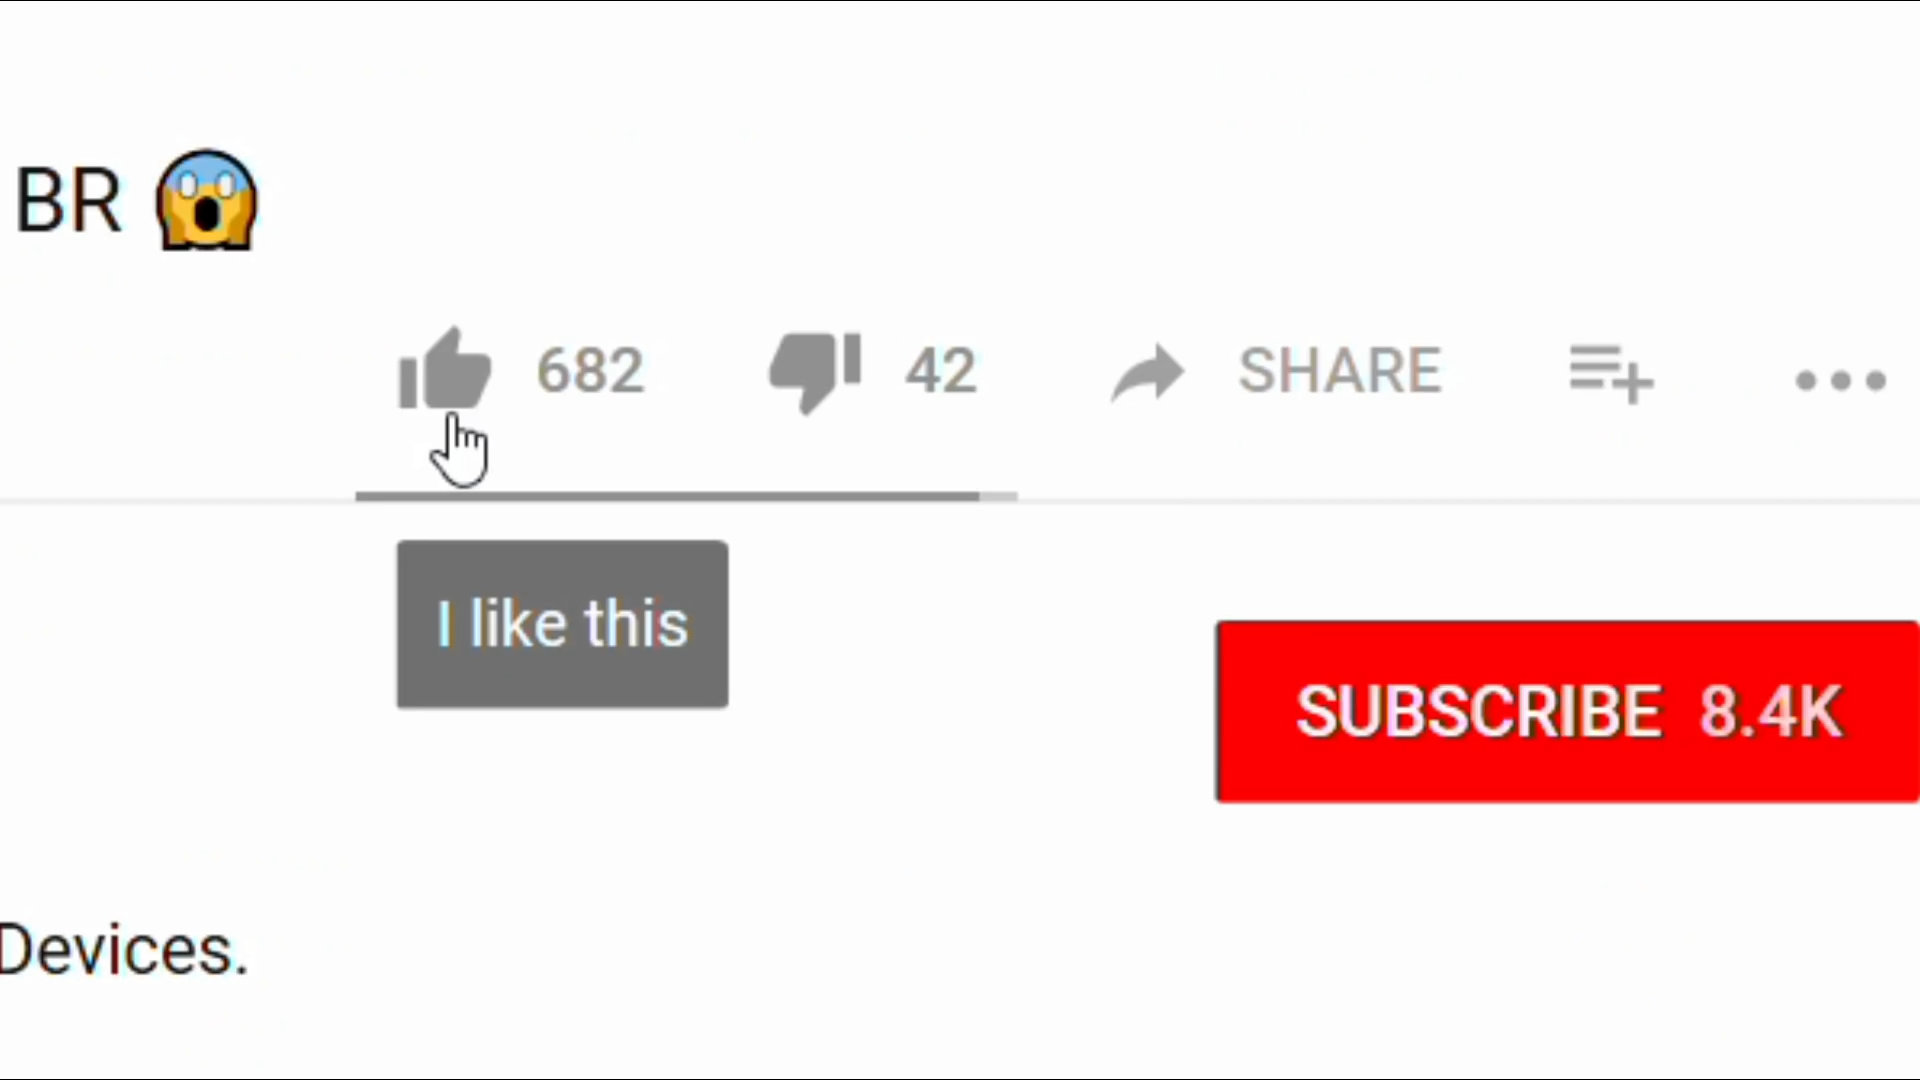 BR 😱
682 42 SHARE
I like this
SUBSCRIBE 8.4K
Devices.